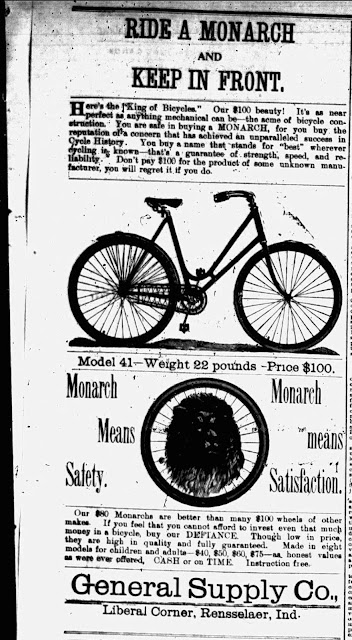 RIDE A MONARCH
AND
KEEP IN FRONT.
Here's the "King of Bicycles." Our $100 beauty! It's as near
perfect as anything mechanical can be—the acme of bicycle con-
struction. You are safe in buying a MONARCH, for you buy the
reputation of a concern that has achieved an unparalleled success in
Cycle History. You buy a name that stands for "best" wherever
cycling is known—that's a guarantee of strength, speed, and re-
liability. Don't pay $100 for the product of some unknown manu-
facturer, you will regret it if you do.
Model 41—Weight 22 pounds -Price $100.
Monarch
Means
Safety.
Monarch
means
Satisfaction.
Our $80 Monarchs are better than many $100 wheels of other
makes. If you feel that you cannot afford to invest even that much
money in a bicycle, buy our DEFIANCE. Though low in price,
they are high in quality and fully guaranteed. Made in eight
models for children and adults—$40, $50, $60, $75—as honest values
as were ever offered, CASH or on TIME. Instruction free.
General Supply Co.,
Liberal Corner, Rensselaer, Ind.